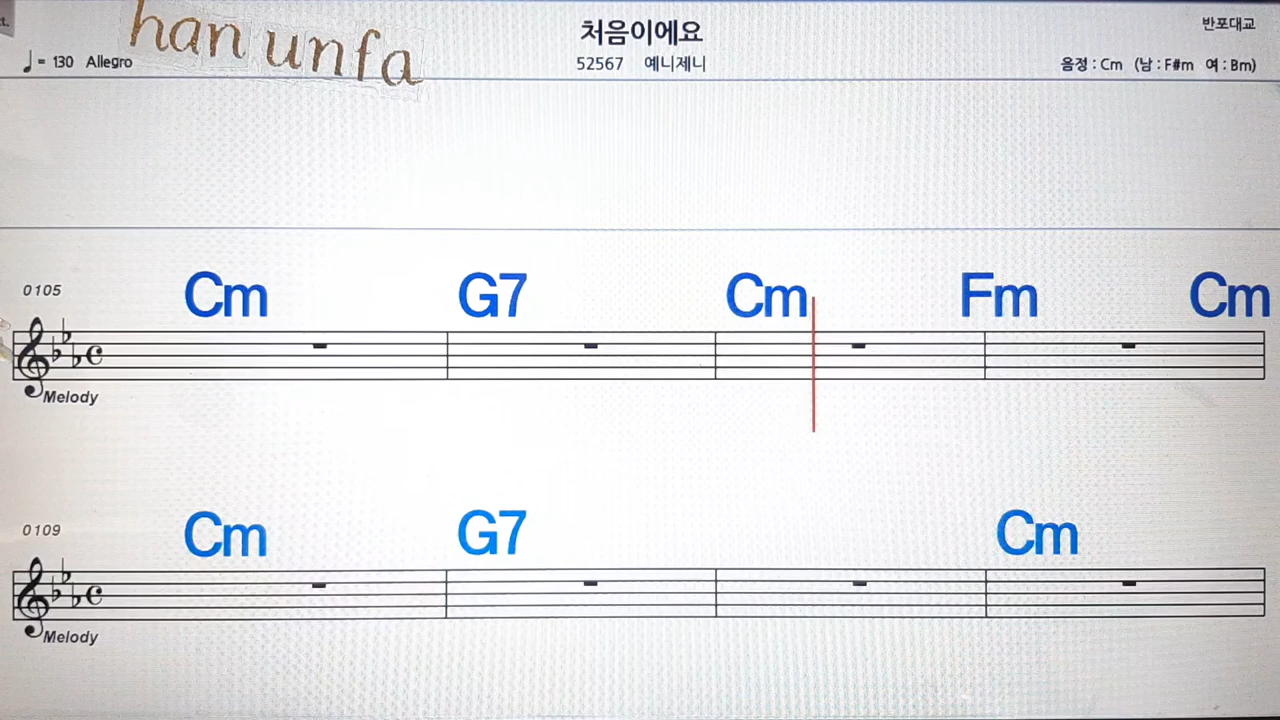 han unfa
처음이에요
반포대교
♩ = 130 Allegro
52567 예니제니
음정 : Cm (남 : F#m 여 : Bm)
0105
Cm G7 Cm Fm Cm
Melody
0109
Cm G7 Cm
Melody